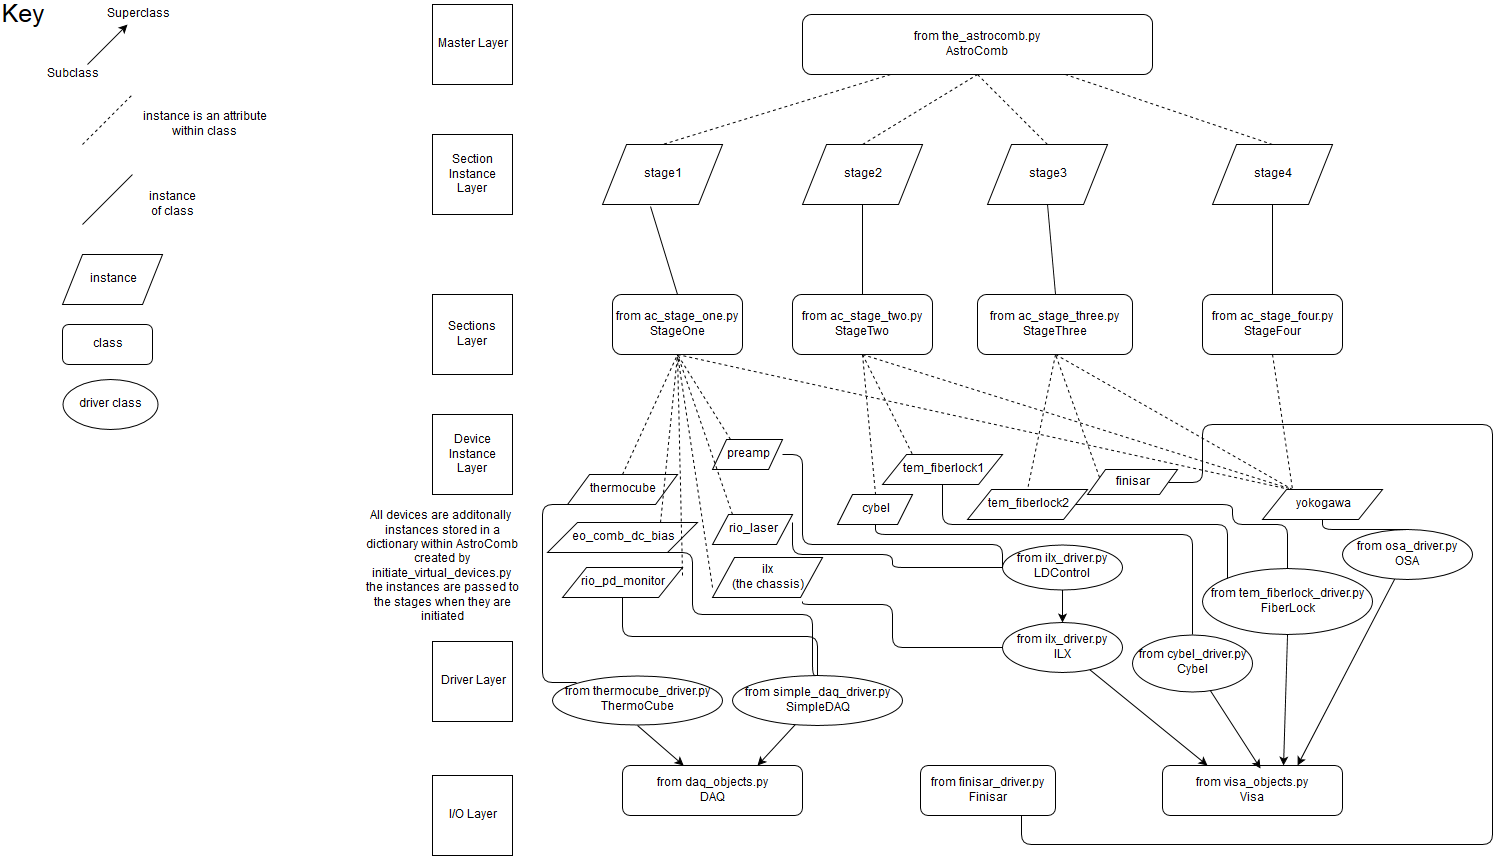 Key
Superclass
Subclass
instance is an attribute
within class
instance
of class
instance
class
driver class
Master Layer
from the_astrocomb.py
AstroComb
Section
Instance
Layer
stage1
stage2
stage3
stage4
Sections
Layer
from ac_stage_one.py
StageOne
from ac_stage_two.py
StageTwo
from ac_stage_three.py
StageThree
from ac_stage_four.py
StageFour
Device
Instance
Layer
All devices are additonally
instances stored in a
dictionary within AstroComb
created by
initiate_virtual_devices.py
the instances are passed to
the stages when they are
initiated
preamp
thermocube
eo_comb_dc_bias
rio_laser
rio_pd_monitor
ilx
(the chassis)
tem_fiberlock1
cybel
tem_fiberlock2
finisar
yokogawa
Driver Layer
from ilx_driver.py
LDControl
from osa_driver.py
OSA
from tem_fiberlock_driver.py
FiberLock
from ilx_driver.py
ILX
from cybel_driver.py
Cybel
from thermocube_driver.py
ThermoCube
from simple_daq_driver.py
SimpleDAQ
I/O Layer
from daq_objects.py
DAQ
from finisar_driver.py
Finisar
from visa_objects.py
Visa